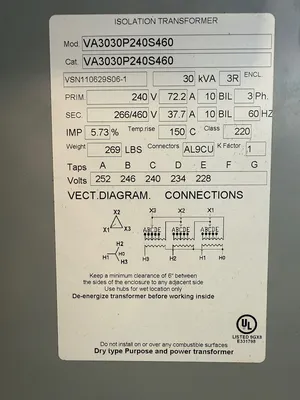 ISOLATION TRANSFORMER
Mod. VA3030P240S460
Cat. VA3030P240S460
VSN110629S06-1 30 kVA 3R ENCL.
PRIM. 240 V 72.2 A 10 BIL 3 Ph.
SEC. 266/460 V 37.7 A 10 BIL 60 HZ
IMP 5.73% Temp.rise 150 C Class 220
Weight 269 LBS Connectors AL9CU K Factor 1
Taps A B C D E F G
Volts 252 246 240 234 228
VECT.DIAGRAM. CONNECTIONS
X2
X1 X3
H2
H1
H3
X3 X2 X1
ABCDE ABCDE ABCDE
H0 H3 H2 H1
Keep a minimum clearance of 6" between
the sides of the enclosure to any adjacent side
Use hubs for wet location only
De-energize transformer before working inside
UL
LISTED 5GX8
E331795
Do not install on or over any combustible surfaces
Dry type Purpose and power transformer